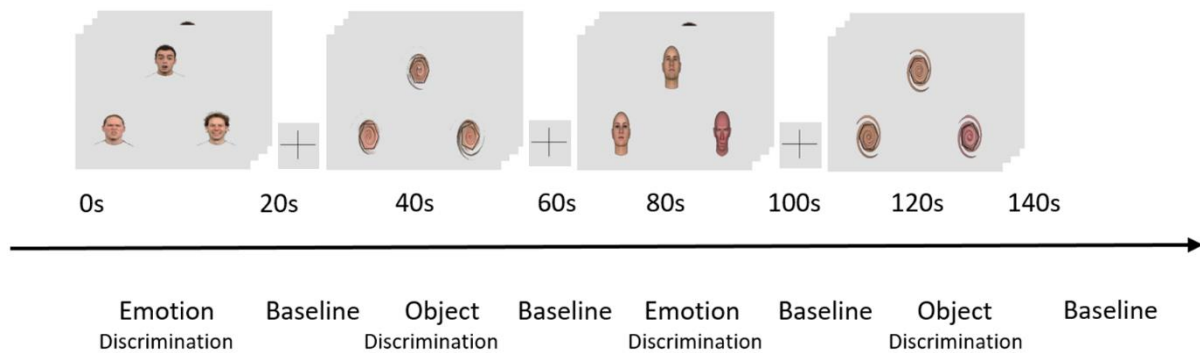 0s 20s 40s 60s 80s 100s 120s 140s
Emotion Baseline Object Baseline Emotion Baseline Object Baseline
Discrimination Discrimination Discrimination Discrimination